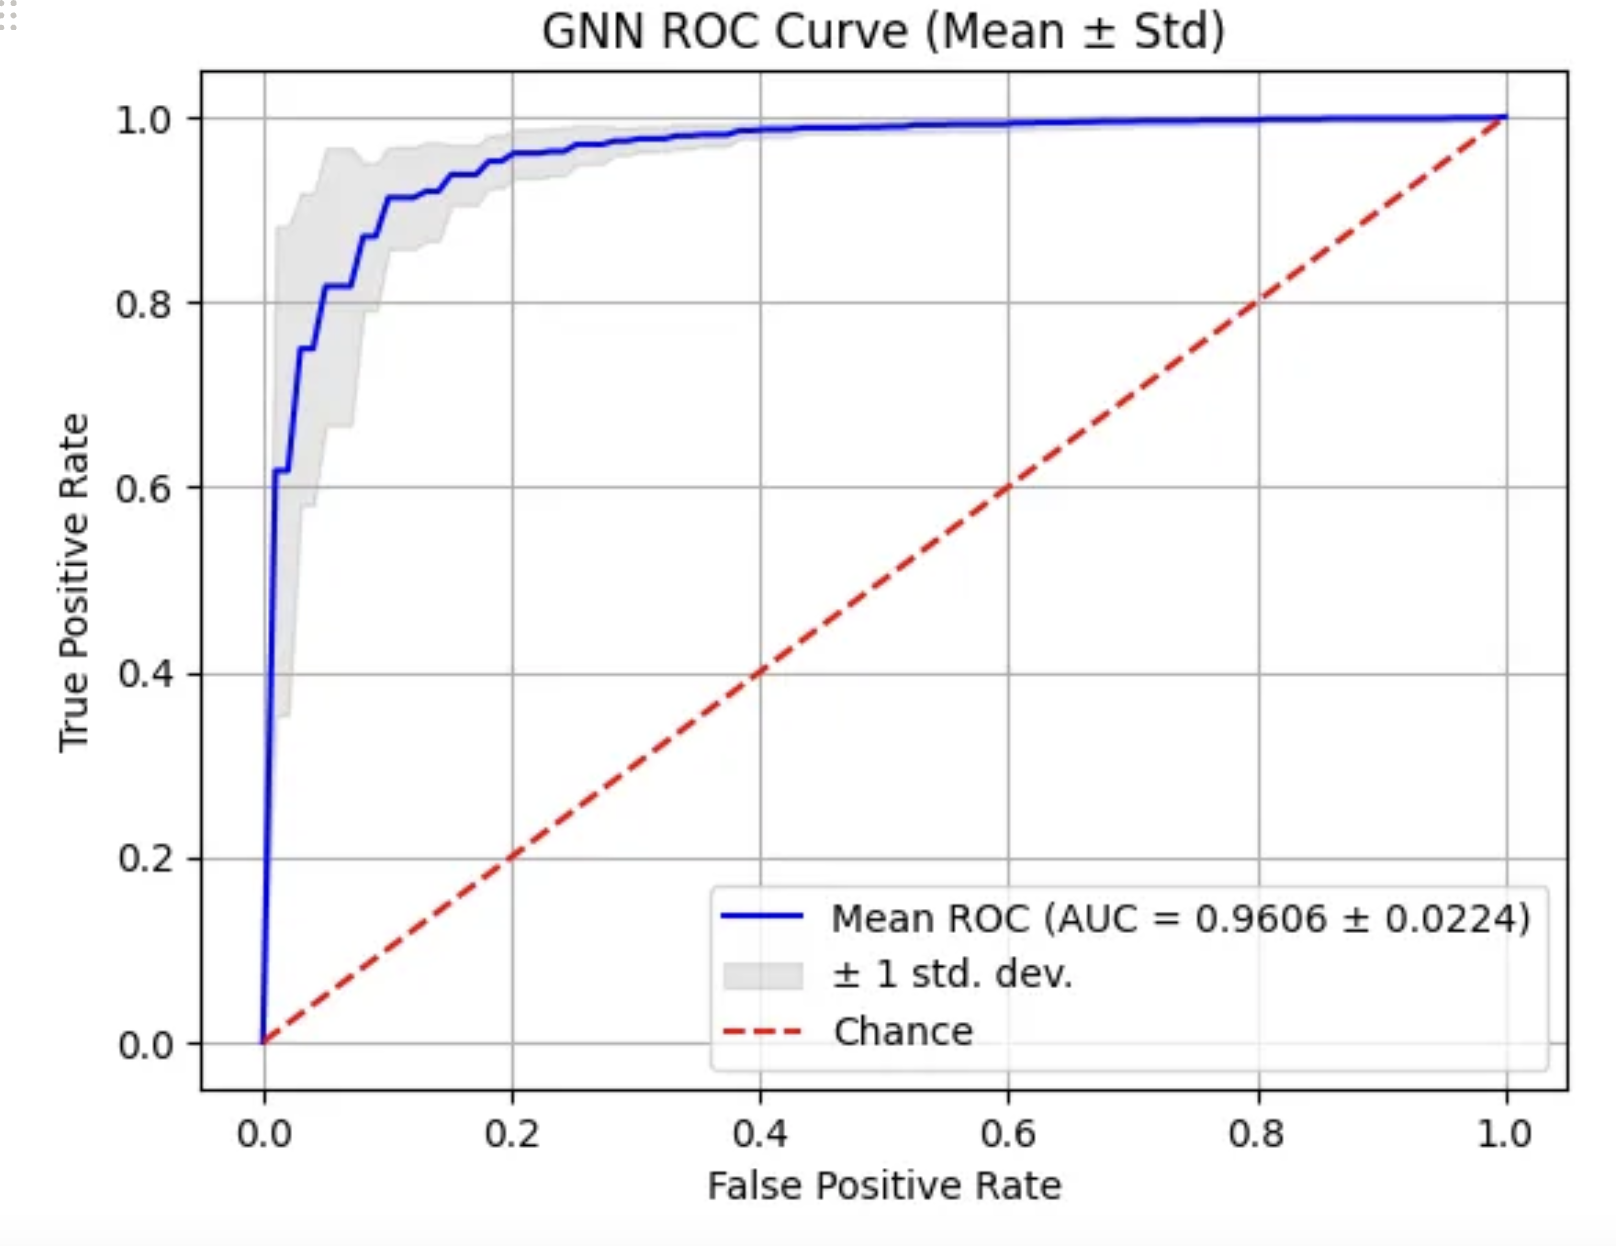 GNN ROC Curve (Mean ± Std)
True Positive Rate
1.0
0.8
0.6
0.4
0.2
0.0
Mean ROC (AUC = 0.9606 ± 0.0224)
± 1 std. dev.
Chance
0.0 0.2 0.4 0.6 0.8 1.0
False Positive Rate